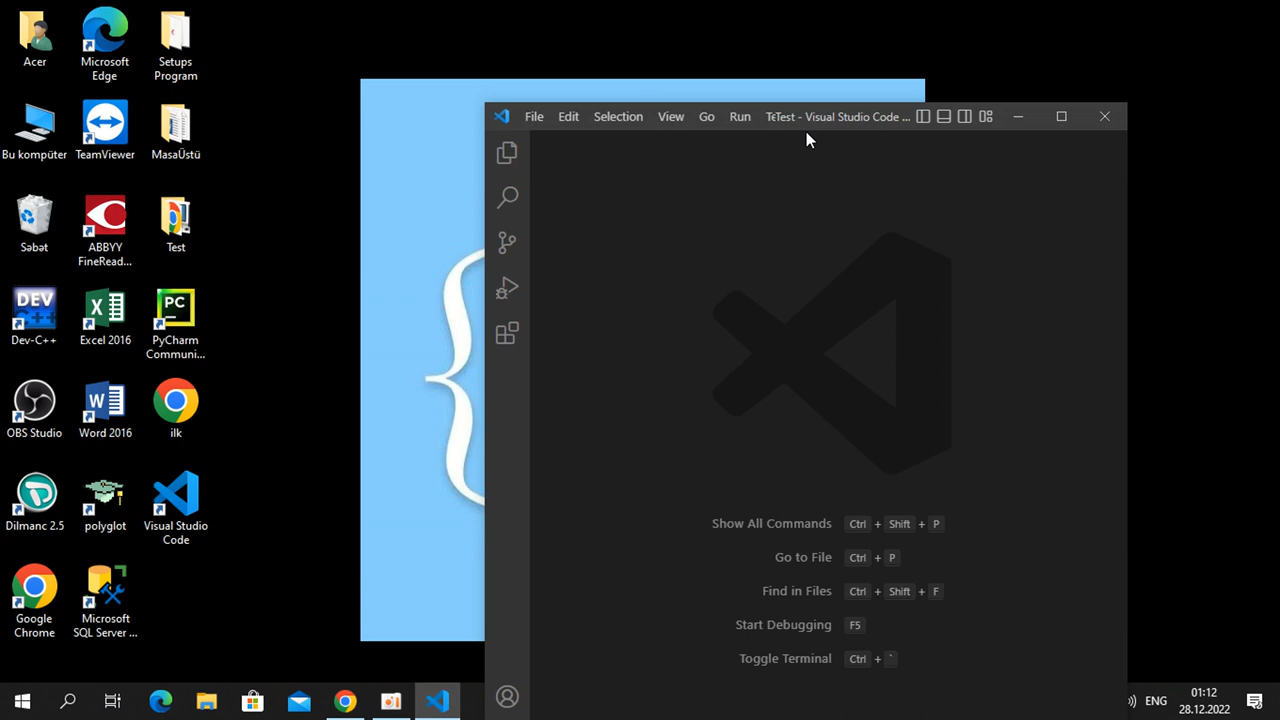 Acer
Microsoft
Edge
Setups
Program
Bu kompüter
TeamViewer
MasaÜstü
Səbət
ABBYY
FineRead...
Test
DEV
C++
PC
Dev-C++
Excel 2016
PyCharm
Communi...
OBS Studio
Word 2016
ilk
Dilmanc 2.5
polyglot
Visual Studio
Code
Google
Chrome
Microsoft
SQL Server ...
File
Edit
Selection
View
Go
Run
Test - Visual Studio Code ...
Show All Commands
Ctrl + Shift + P
Go to File
Ctrl + P
Find in Files
Ctrl + Shift + F
Start Debugging
F5
Toggle Terminal
Ctrl + `
ENG
01:12
28.12.2022